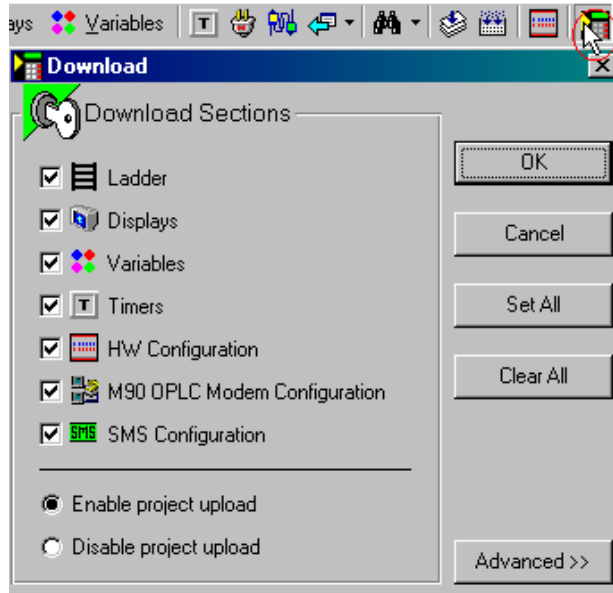 ays Variables T
Download
Download Sections
OK
Ladder
Displays
Cancel
Variables
T Timers
Set All
HW Configuration
Clear All
M90 OPLC Modem Configuration
SMS SMS Configuration
Enable project upload
Disable project upload
Advanced >>